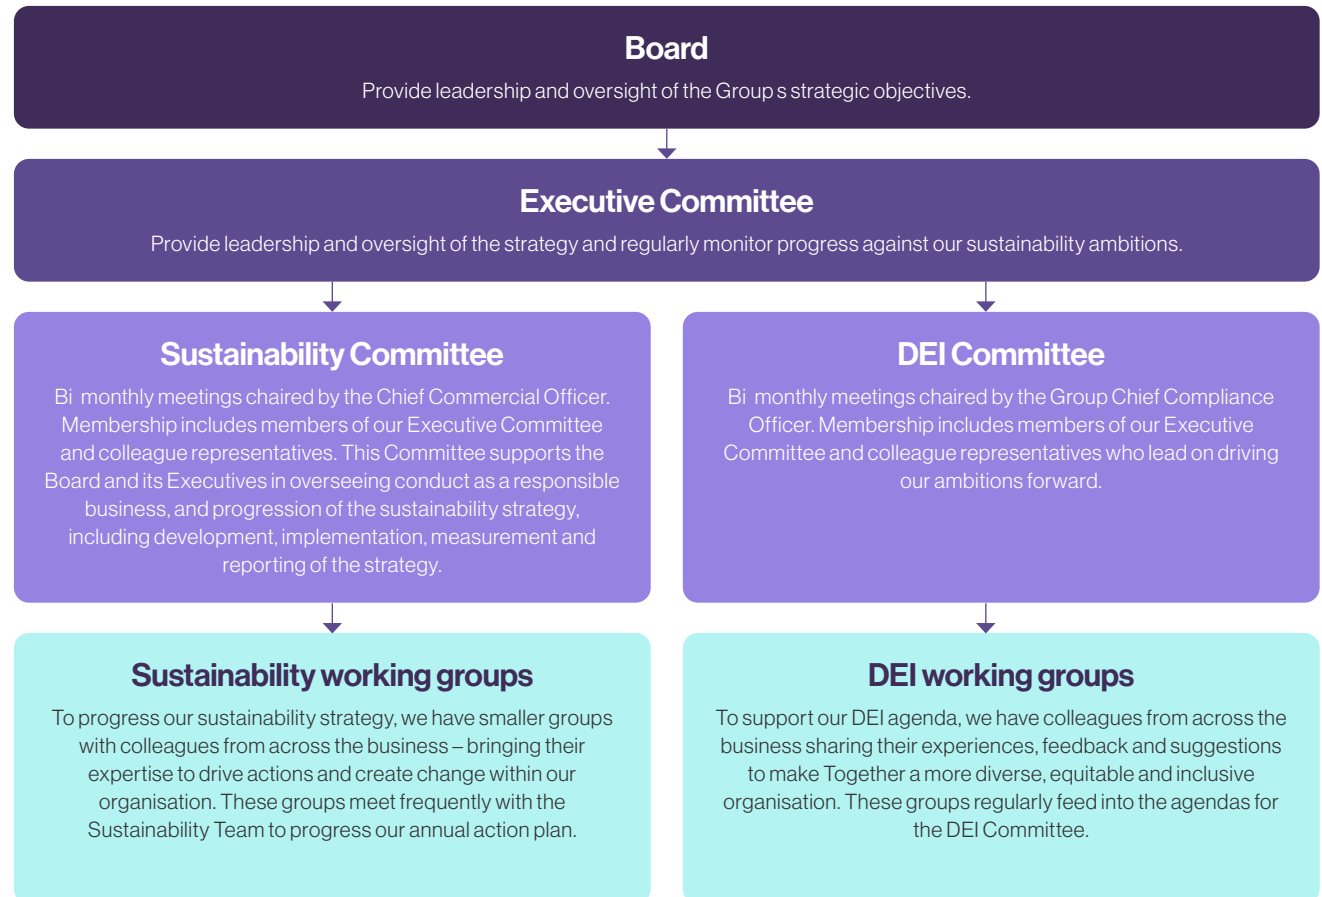 Board
Provide leadership and oversight of the Group s strategic objectives.
Executive Committee
Provide leadership and oversight of the strategy and regularly monitor progress against our sustainability ambitions.
Sustainability Committee
Bi  monthly meetings chaired by the Chief Commercial Officer.
Membership includes members of our Executive Committee
and colleague representatives. This Committee supports the
Board and its Executives in overseeing conduct as a responsible
business, and progression of the sustainability strategy,
including development, implementation, measurement and
reporting of the strategy.
DEI Committee
Bi  monthly meetings chaired by the Group Chief Compliance
Officer. Membership includes members of our Executive
Committee and colleague representatives who lead on driving
our ambitions forward.
Sustainability working groups
To progress our sustainability strategy, we have smaller groups
with colleagues from across the business – bringing their
expertise to drive actions and create change within our
organisation. These groups meet frequently with the
Sustainability Team to progress our annual action plan.
DEI working groups
To support our DEI agenda, we have colleagues from across the
business sharing their experiences, feedback and suggestions
to make Together a more diverse, equitable and inclusive
organisation. These groups regularly feed into the agendas for
the DEI Committee.